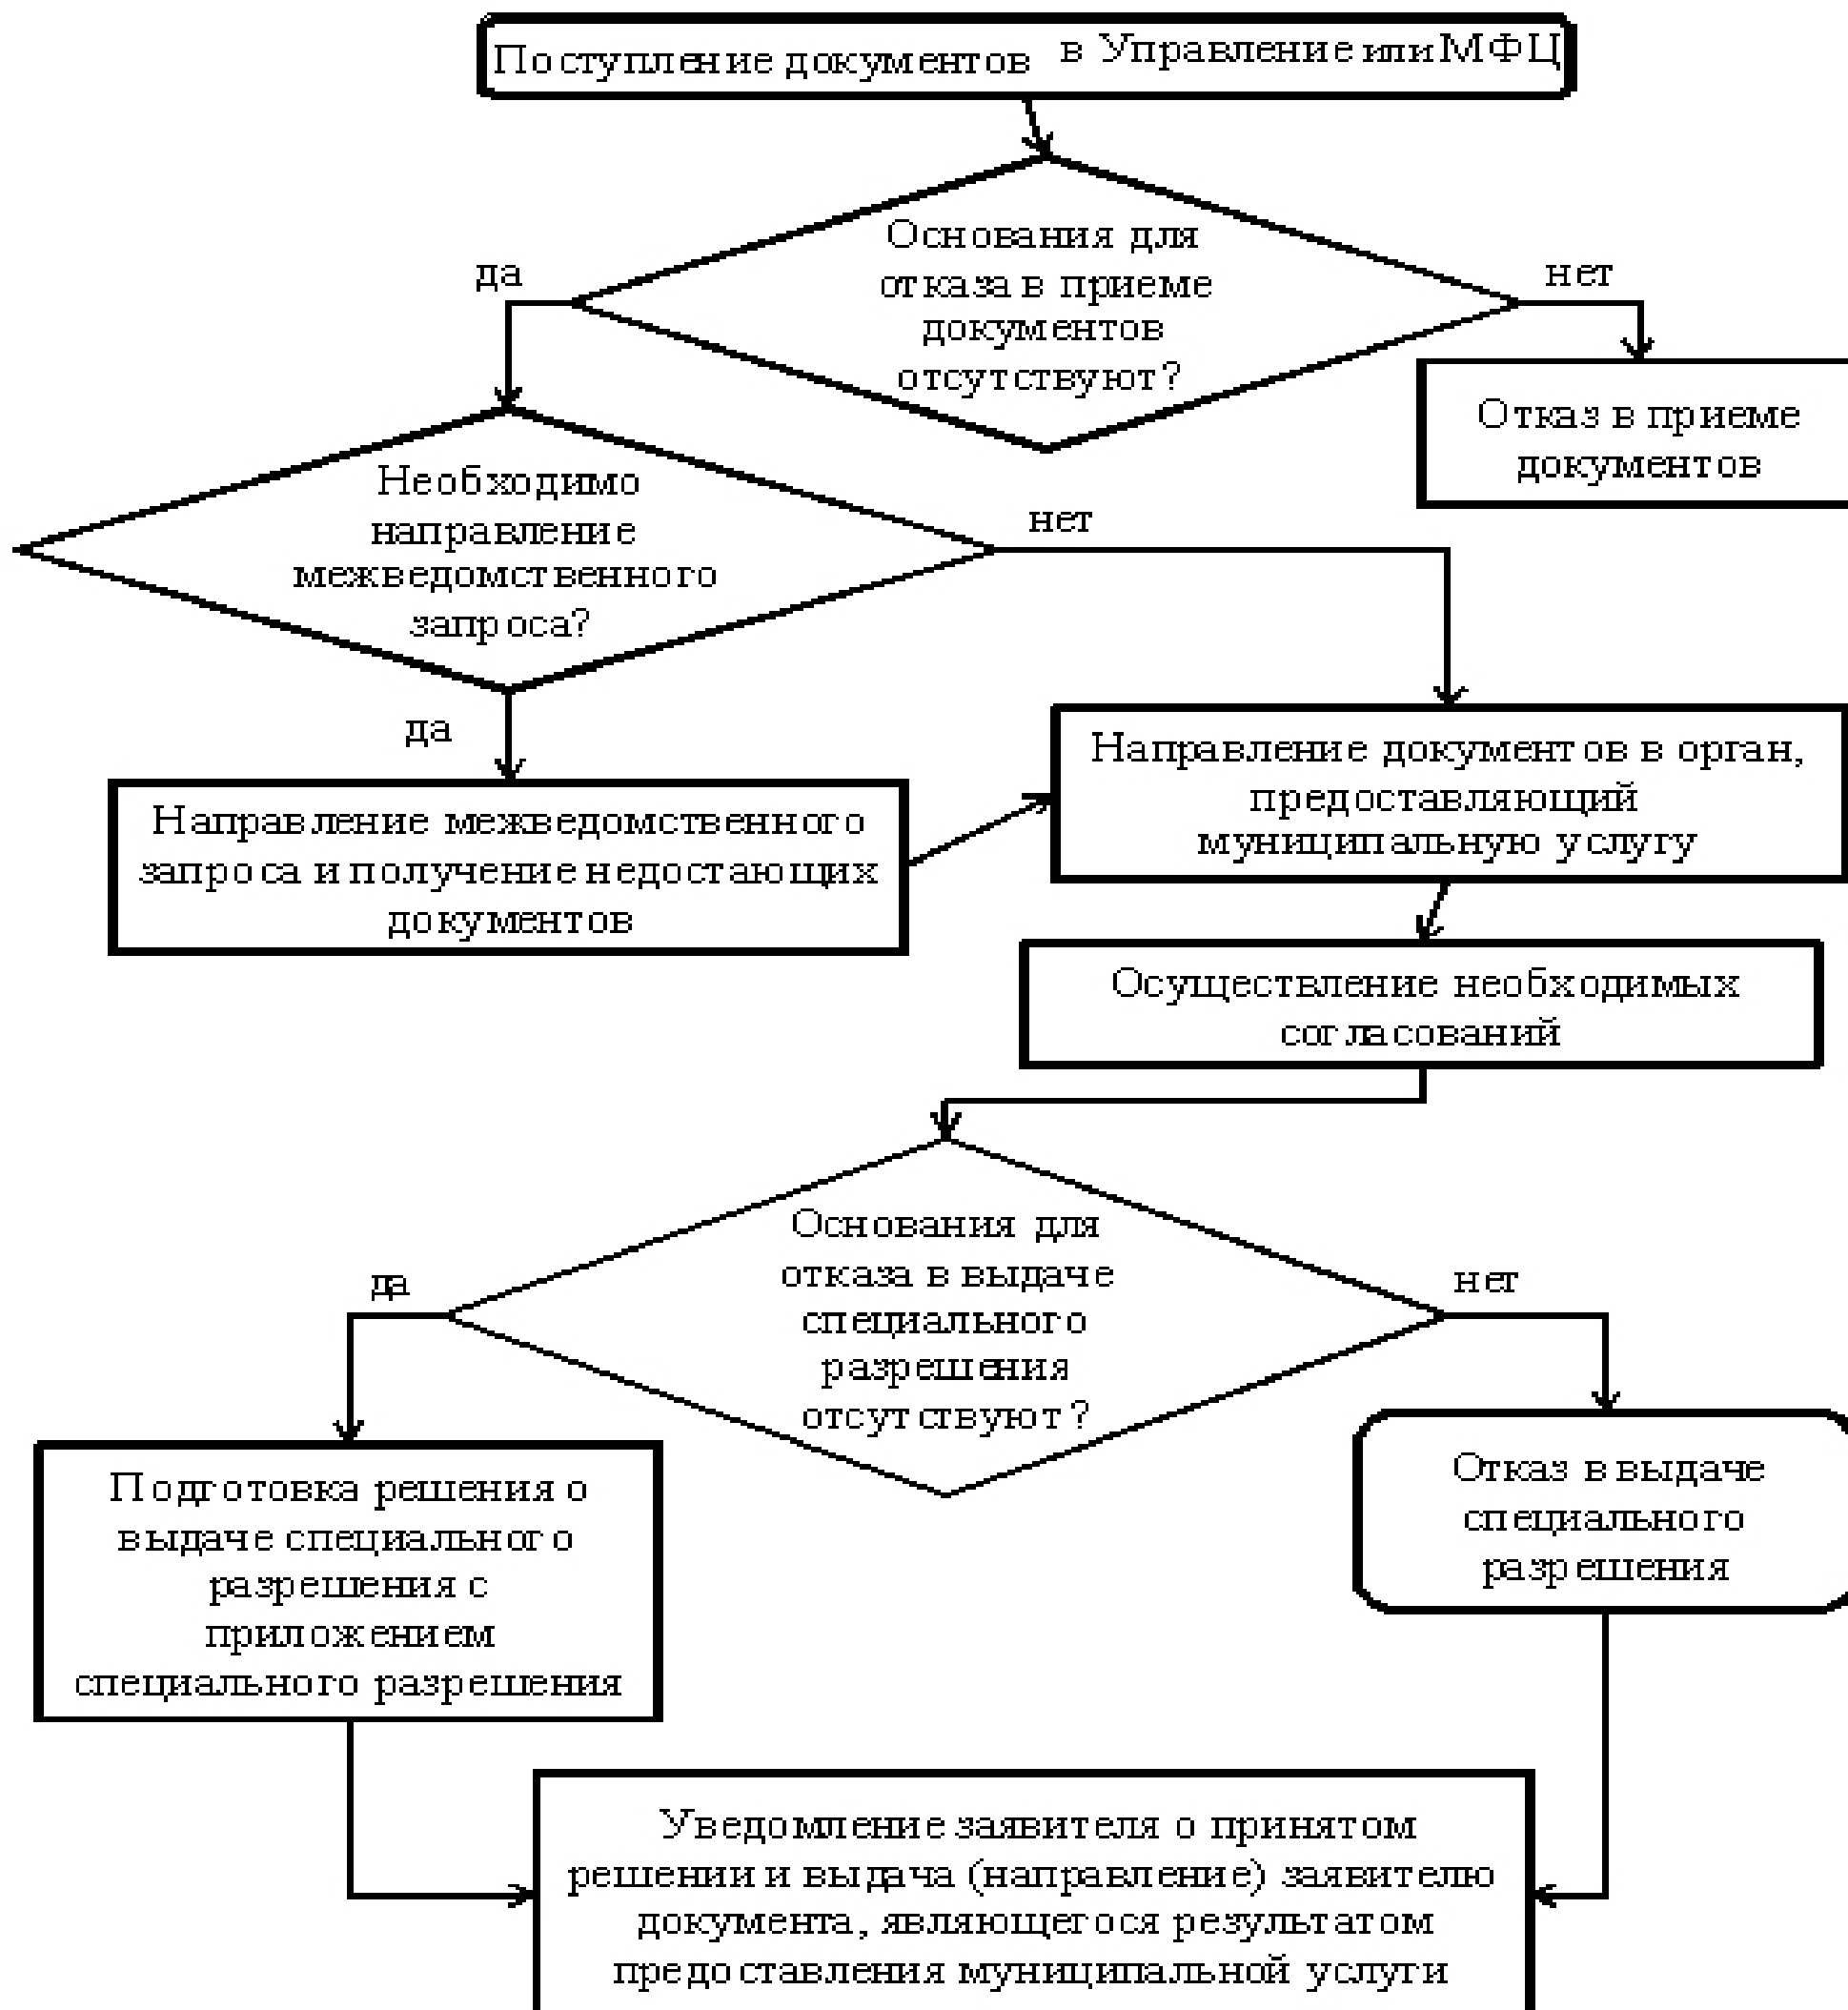 Поступление документов в Управление или МФЦ
Основания для
отказа в приеме
документов
отсутствуют?
да
нет
Отказ в приеме
документов
Необходимо
направление
межведомственного
запроса?
нет
да
Направление документов в орган,
предоставляющий
муниципальную услугу
Направление межведомственного
запроса и получение недостающих
документов
Осуществление необходимых
согласований
Основания для
отказа в выдаче
специального
разрешения
отсутствуют?
да
нет
Подготовка решения о
выдаче специального
разрешения с
приложением
специального разрешения
Отказ в выдаче
специального
разрешения
Уведомление заявителя о принятом
решении и выдача (направление) заявителю
документа, являющегося результатом
предоставления муниципальной услуги